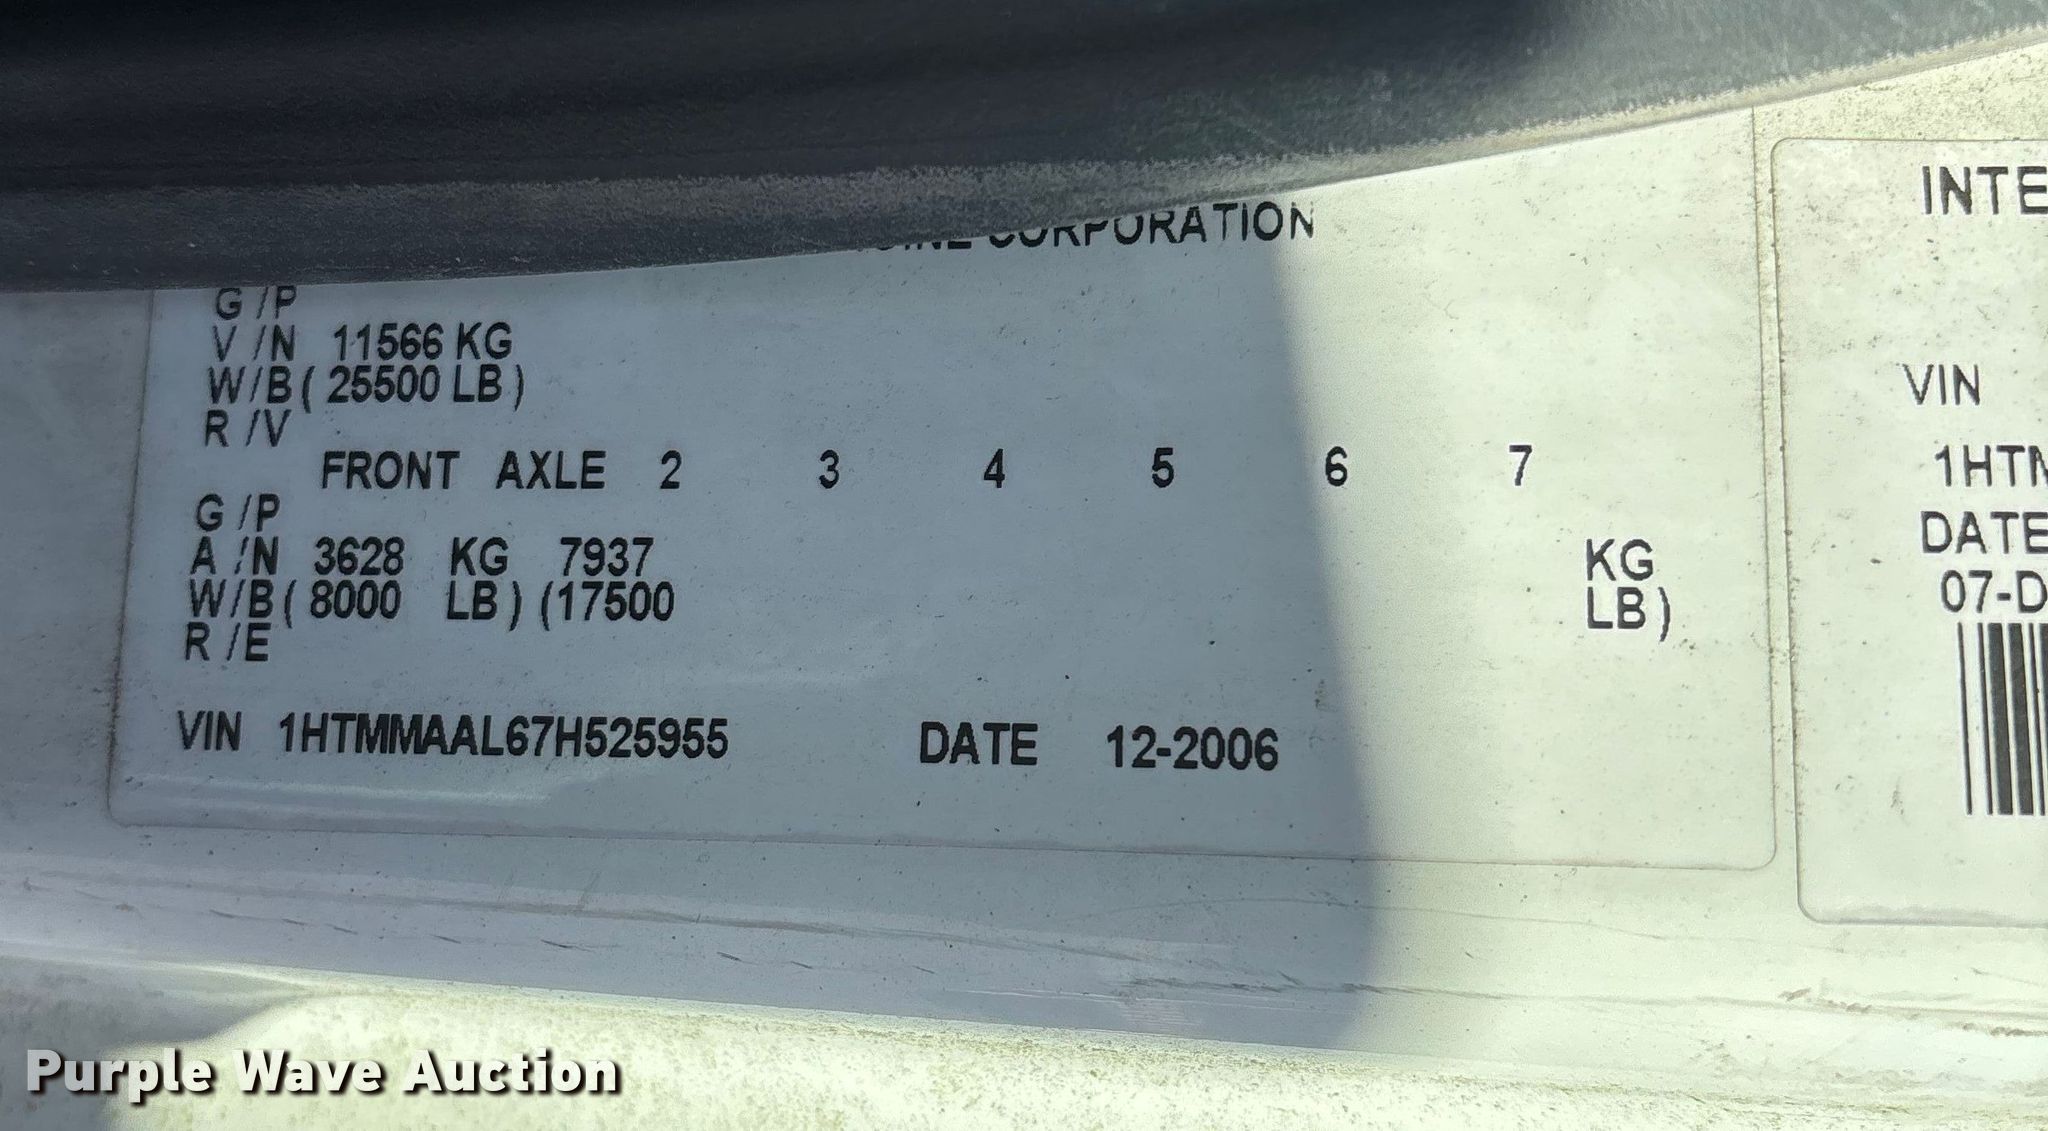 CORPORATION
G/P
V/N 11566 KG
W/B ( 25500 LB )
R/V
FRONT AXLE 2 3 4 5 6 7
G/P
A/N 3628 KG 7937 KG
W/B ( 8000 LB ) (17500 LB )
R/E
VIN 1HTMMAAL67H525955 DATE 12-2006
INTE
VIN
1HTM
DATE
07-D
Purple Wave Auction